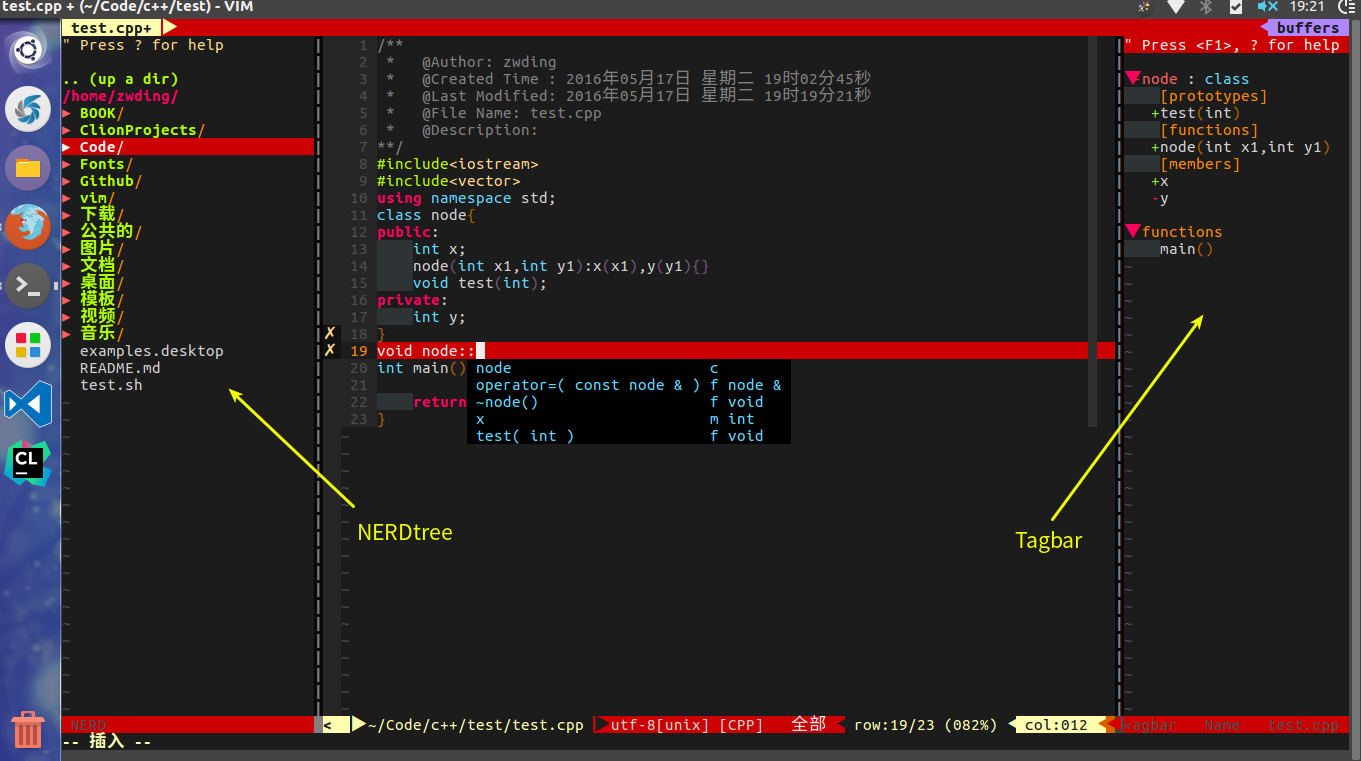 test.cpp + (~/Code/c++/test) - VIM
19:21
test.cpp+
buffers
" Press ? for help
.. (up a dir)
/home/zwding/
▶ BOOK/
▶ ClionProjects/
▶ Code/
▶ Fonts/
▶ Github/
▶ vim/
▶ 下载/
▶ 公共的/
▶ 图片/
▶ 文档/
▶ 桌面/
▶ 模板/
▶ 视频/
▶ 音乐/
examples.desktop
README.md
test.sh
1 /**
2 * @Author: zwding
3 * @Created Time : 2016年05月17日 星期二 19时02分45秒
4 * @Last Modified: 2016年05月17日 星期二 19时19分21秒
5 * @File Name: test.cpp
6 * @Description:
7 **/
8 #include<iostream>
9 #include<vector>
10 using namespace std;
11 class node{
12 public:
13 int x;
14 node(int x1,int y1):x(x1),y(y1){}
15 void test(int);
16 private:
17 int y;
✗ 18 }
✗ 19 void node::
20 int main()
21
22 return
23 }
node c
operator=( const node & ) f node &
~node() f void
x m int
test( int ) f void
" Press <F1>, ? for help
▼node : class
[prototypes]
+test(int)
[functions]
+node(int x1,int y1)
[members]
+x
-y
▼functions
main()
NERDtree
Tagbar
CL
NERD
< ~/Code/c++/test/test.cpp utf-8[unix] [CPP] 全部 row:19/23 (082%) col:012 <agbar Name: test.cpp
-- 插入 --